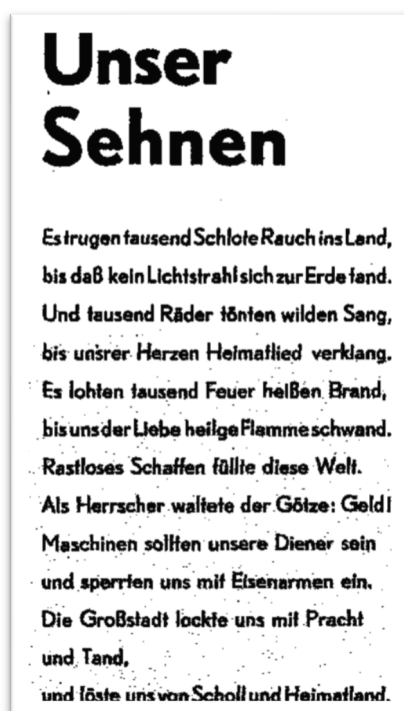 Unser
Sehnen
Es trugen tausend Schlote Rauch ins Land,
bis daß kein Lichtstrahl sich zur Erde fand.
Und tausend Räder tönten wilden Sang,
bis unsrer Herzen Heimatlied verklang.
Es lohten tausend Feuer heißen Brand,
bis uns der Liebe heilge Flamme schwand.
Rastloses Schaffen füllte diese Welt.
Als Herrscher waltete der Götze: Geld!
Maschinen sollten unsere Diener sein
und sperrten uns mit Eisenarmen ein.
Die Großstadt lockte uns mit Pracht
und Tand,
und löste uns von Scholl und Heimatland.